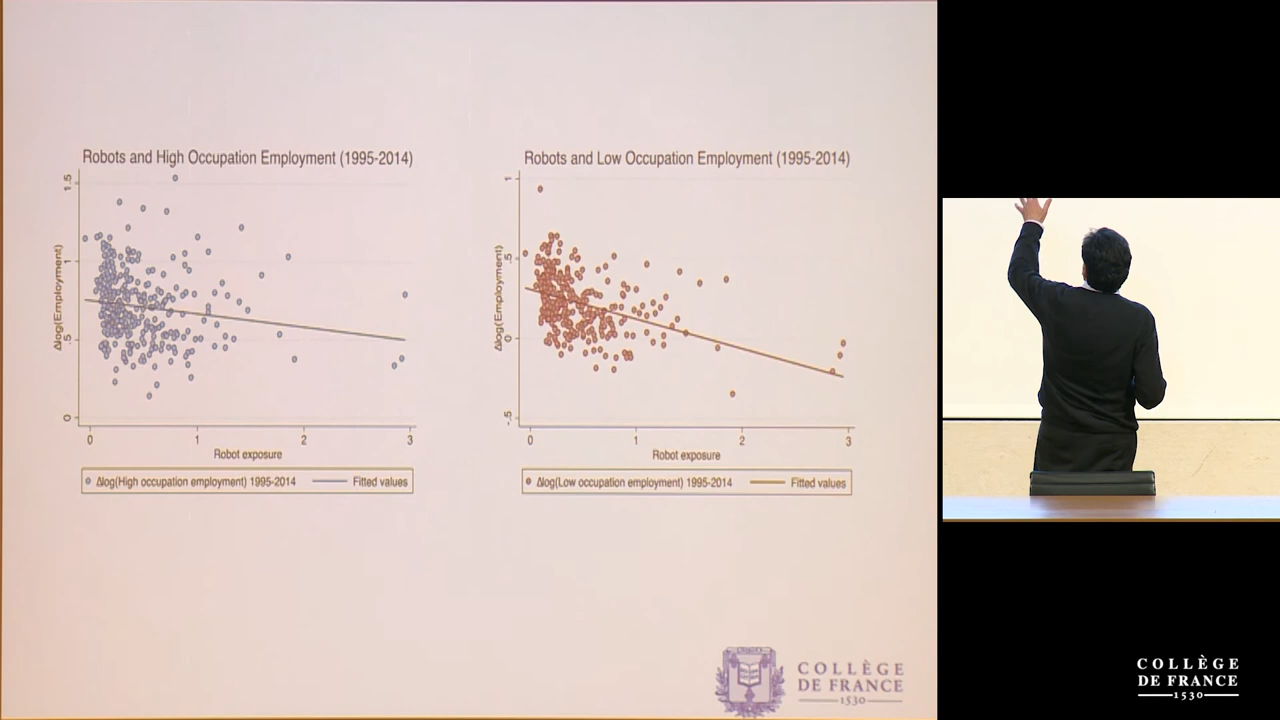 Robots and High Occupation Employment (1995-2014)
1.5
1
.5
0
Δlog(Employment)
0 1 2 3
Robot exposure
Δlog(High occupation employment) 1995-2014 Fitted values
Robots and Low Occupation Employment (1995-2014)
1
.5
0
-.5
Δlog(Employment)
0 1 2 3
Robot exposure
Δlog(Low occupation employment) 1995-2014 Fitted values
COLLÈGE
DE FRANCE
1530
COLLÈGE
DE FRANCE
1530